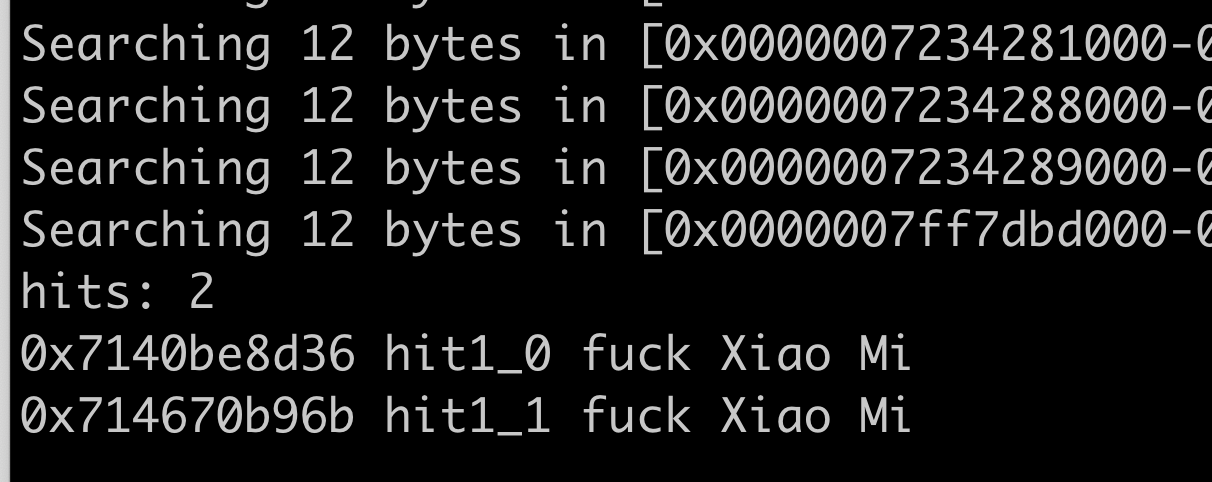 Searching 12 bytes in [0x0000007234281000-0
Searching 12 bytes in [0x0000007234288000-0
Searching 12 bytes in [0x0000007234289000-0
Searching 12 bytes in [0x0000007ff7dbd000-0
hits: 2
0x7140be8d36 hit1_0 fuck Xiao Mi
0x714670b96b hit1_1 fuck Xiao Mi